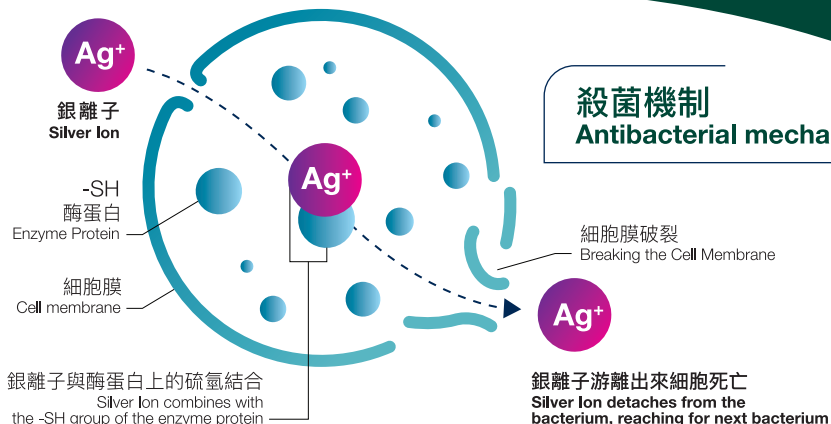 Ag+
銀離子
Silver Ion
殺菌機制
Antibacterial mecha
Ag+
-SH
酶蛋白
Enzyme Protein
細胞膜
Cell membrane
細胞膜破裂
Breaking the Cell Membrane
Ag+
銀離子與酶蛋白上的硫氫結合
Silver Ion combines with
the -SH group of the enzyme protein
銀離子游離出來細胞死亡
Silver Ion detaches from the
bacterium, reaching for next bacterium